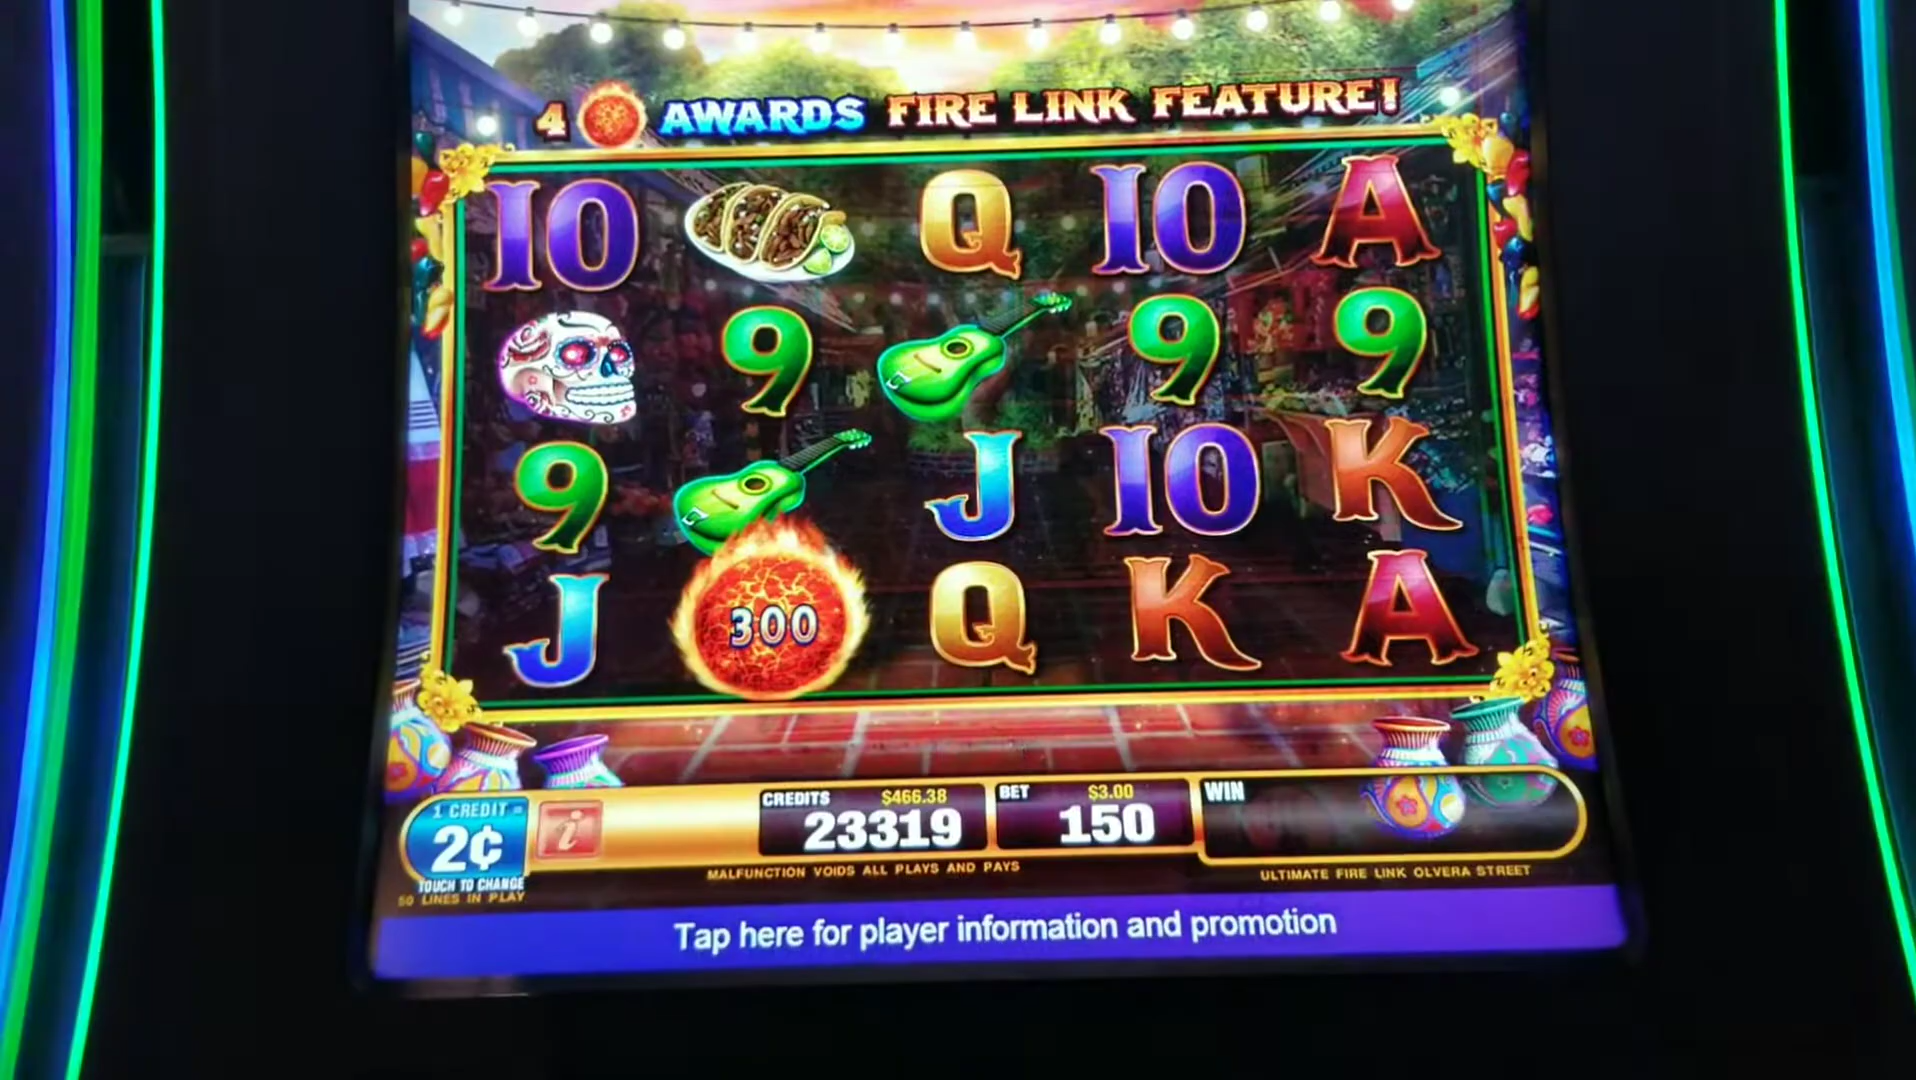 4 AWARDS FIRE LINK FEATURE!
10 Q 10 A
9 9 9
9 J 10 K
J 300 Q K A
1 CREDIT =
2¢
TOUCH TO CHANGE
50 LINES IN PLAY
i
CREDITS $466.38
23319
BET $3.00
150
WIN
MALFUNCTION VOIDS ALL PLAYS AND PAYS
ULTIMATE FIRE LINK OLVERA STREET
Tap here for player information and promotion